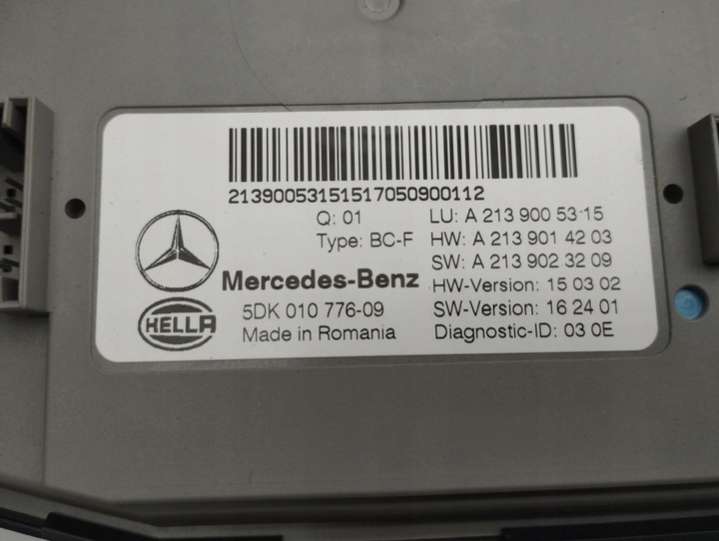 21390053151517050900112
Q: 01
Type: BC-F
Mercedes-Benz
HELLA
5DK 010 776-09
Made in Romania
LU: A 213 900 53 15
HW: A 213 901 42 03
SW: A 213 902 32 09
HW-Version: 15 03 02
SW-Version: 16 24 01
Diagnostic-ID: 03 0E